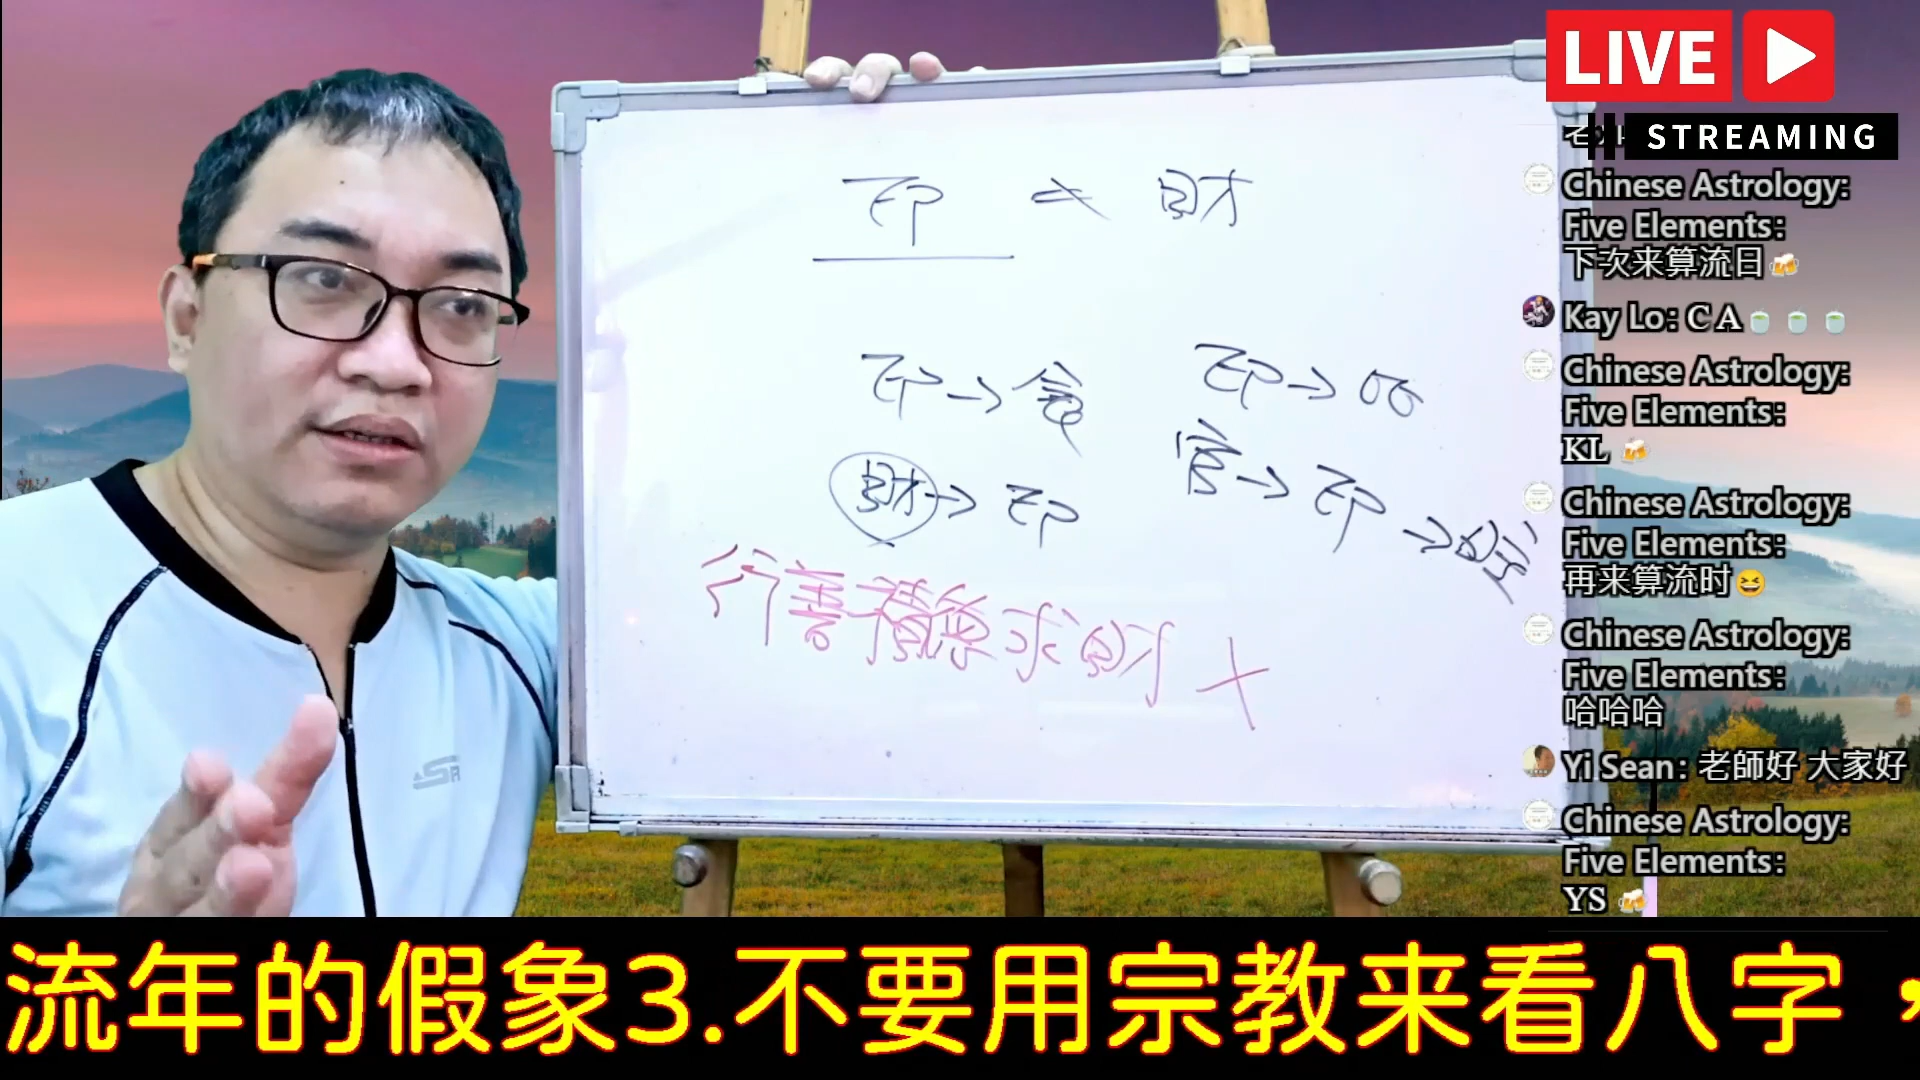 LIVE
STREAMING
印 ← 財
印 → 食
印 → 比
財 → 印
官 → 印 →
行善積德求財 ✗
SR
Chinese Astrology:
Five Elements:
下次来算流日🍻
Kay Lo: C A🍵 🍵 🍵
Chinese Astrology:
Five Elements:
KL 🍻
Chinese Astrology:
Five Elements:
再来算流时😆
Chinese Astrology:
Five Elements:
哈哈哈
Yi Sean: 老師好 大家好
Chinese Astrology:
Five Elements:
YS 🍻
流年的假象3.不要用宗教来看八字，